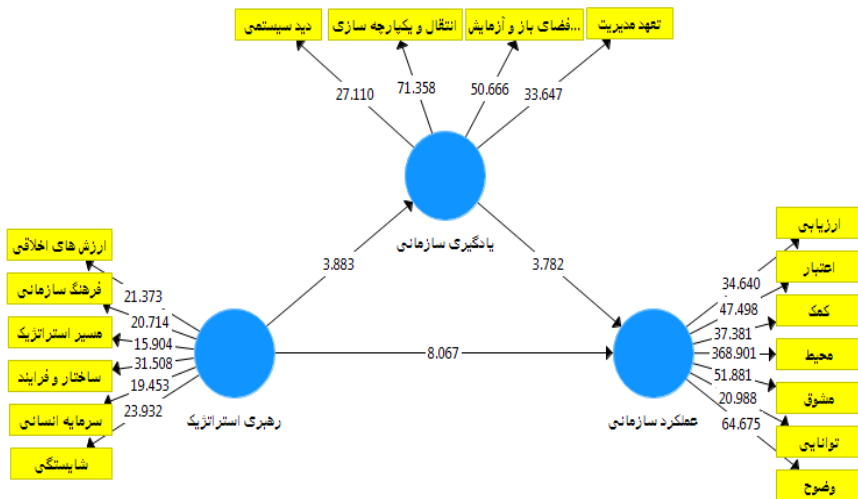 دید سیستمی
انتقال و یکپارچه سازی
فضای باز و آزمایش...
تعهد مدیریت
27.110
71.358
50.666
33.647
یادگیری سازمانی
3.883
3.782
ارزش های اخلاقی
فرهنگ سازمانی
مسیر استراتژیک
ساختار و فرایند
سرمایه انسانی
شایستگی
21.373
20.714
15.904
31.508
19.453
23.932
رهبری استراتژیک
8.067
عملکرد سازمانی
34.640
47.498
37.381
368.901
51.881
20.988
64.675
ارزیابی
اعتبار
کمک
محیط
مشوق
توانایی
وضوح